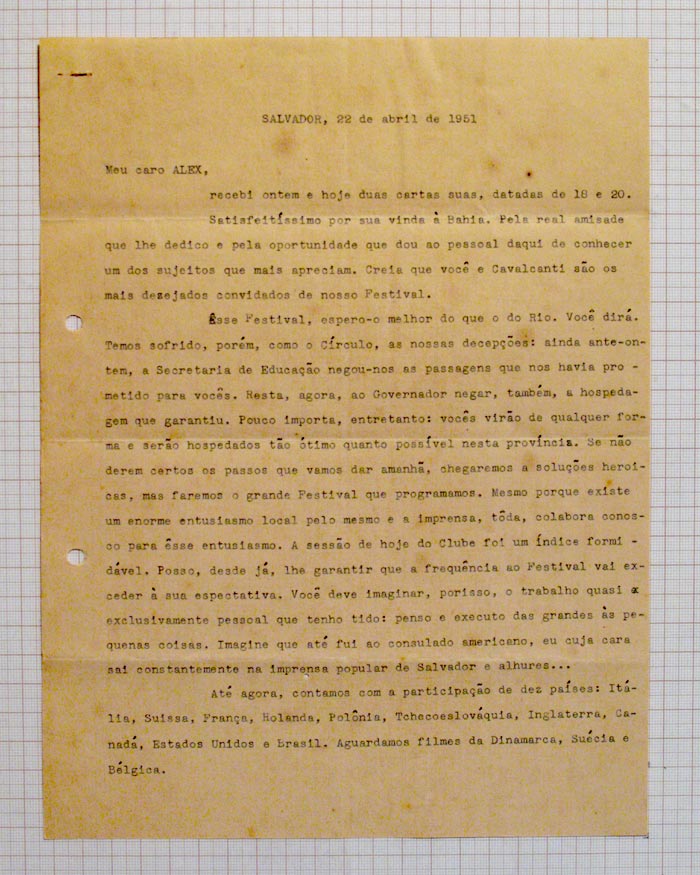 SALVADOR, 22 de abril de 1951
Meu caro ALEX,
recebi ontem e hoje duas cartas suas, datadas de 18 e 20.
Satisfeitíssimo por sua vinda à Bahia. Pela real amisade
que lhe dedico e pela oportunidade que dou ao pessoal daqui de conhecer
um dos sujeitos que mais apreciam. Creia que você e Cavalcanti são os
mais dezejados convidados de nosso Festival.
Êsse Festival, espero-o melhor do que o do Rio. Você dirá.
Temos sofrido, porém, como o Círculo, as nossas decepções: ainda ante-on-
tem, a Secretaria de Educação negou-nos as passagens que nos havia pro -
metido para vocês. Resta, agora, ao Governador negar, também, a hospeda-
gem que garantiu. Pouco importa, entretanto: vocês virão de qualquer for-
ma e serão hospedados tão ótimo quanto possível nesta província. Se não
derem certos os passos que vamos dar amanhã, chegaremos a soluções heroi-
cas, mas faremos o grande Festival que programamos. Mesmo porque existe
um enorme entusiasmo local pelo mesmo e a imprensa, tôda, colabora conos-
co para êsse entusiasmo. A sessão de hoje do Clube foi um índice formi -
dável. Posso, desde já, lhe garantir que a frequência ao Festival vai ex-
ceder à sua espectativa. Você deve imaginar, porisso, o trabalho quasi x
exclusivamente pessoal que tenho tido: penso e executo das grandes às pe-
quenas coisas. Imagine que até fui ao consulado americano, eu cuja cara
sai constantemente na imprensa popular de Salvador e alhures...
Até agora, contamos com a participação de dez países: Itá-
lia, Suissa, França, Holanda, Polônia, Tchecoeslováquia, Inglaterra, Ca-
nadá, Estados Unidos e Brasil. Aguardamos filmes da Dinamarca, Suécia e
Bélgica.